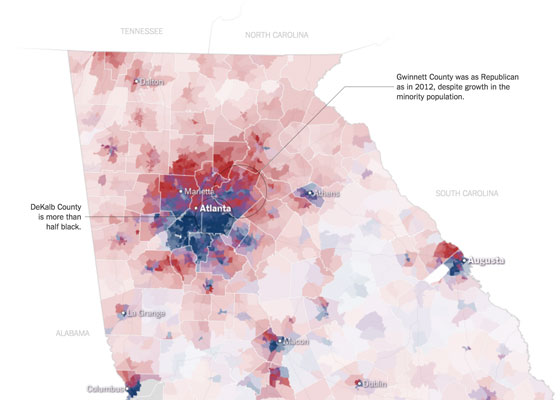 TENNESSEE
NORTH CAROLINA
Dalton
Gwinnett County was as Republican
as in 2012, despite growth in the
minority population.
Marietta
Athens
SOUTH CAROLINA
DeKalb County
is more than
half black.
Atlanta
Augusta
La Grange
ALABAMA
Macon
Columbus
Dublin